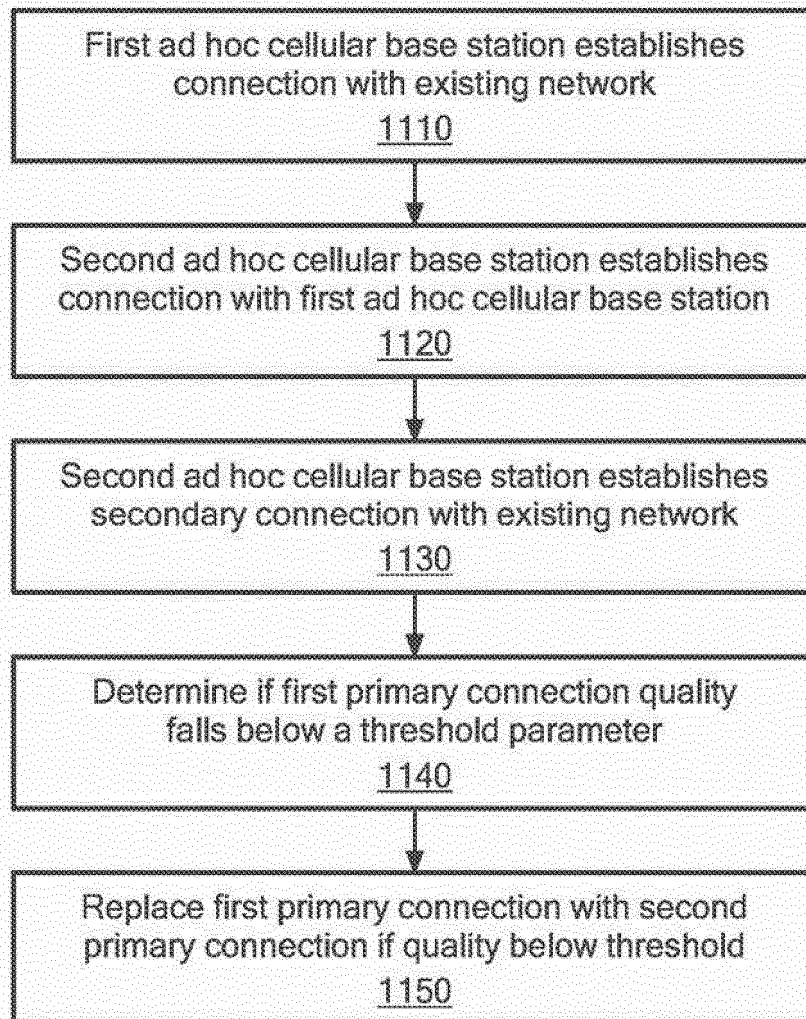 First ad hoc cellular base station establishes
connection with existing network
1110
Second ad hoc cellular base station establishes
connection with first ad hoc cellular base station
1120
Second ad hoc cellular base station establishes
secondary connection with existing network
1130
Determine if first primary connection quality
falls below a threshold parameter
1140
Replace first primary connection with second
primary connection if quality below threshold
1150